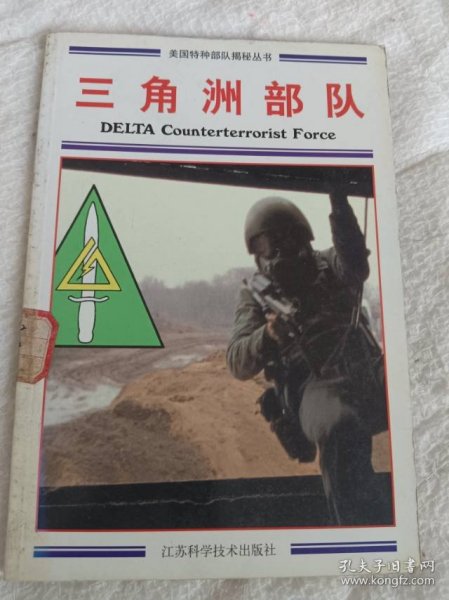 美国特种部队揭秘丛书
三角洲部队
DELTA Counterterrorist Force
江苏科学技术出版社
孔夫子旧书网
www.kongfz.com